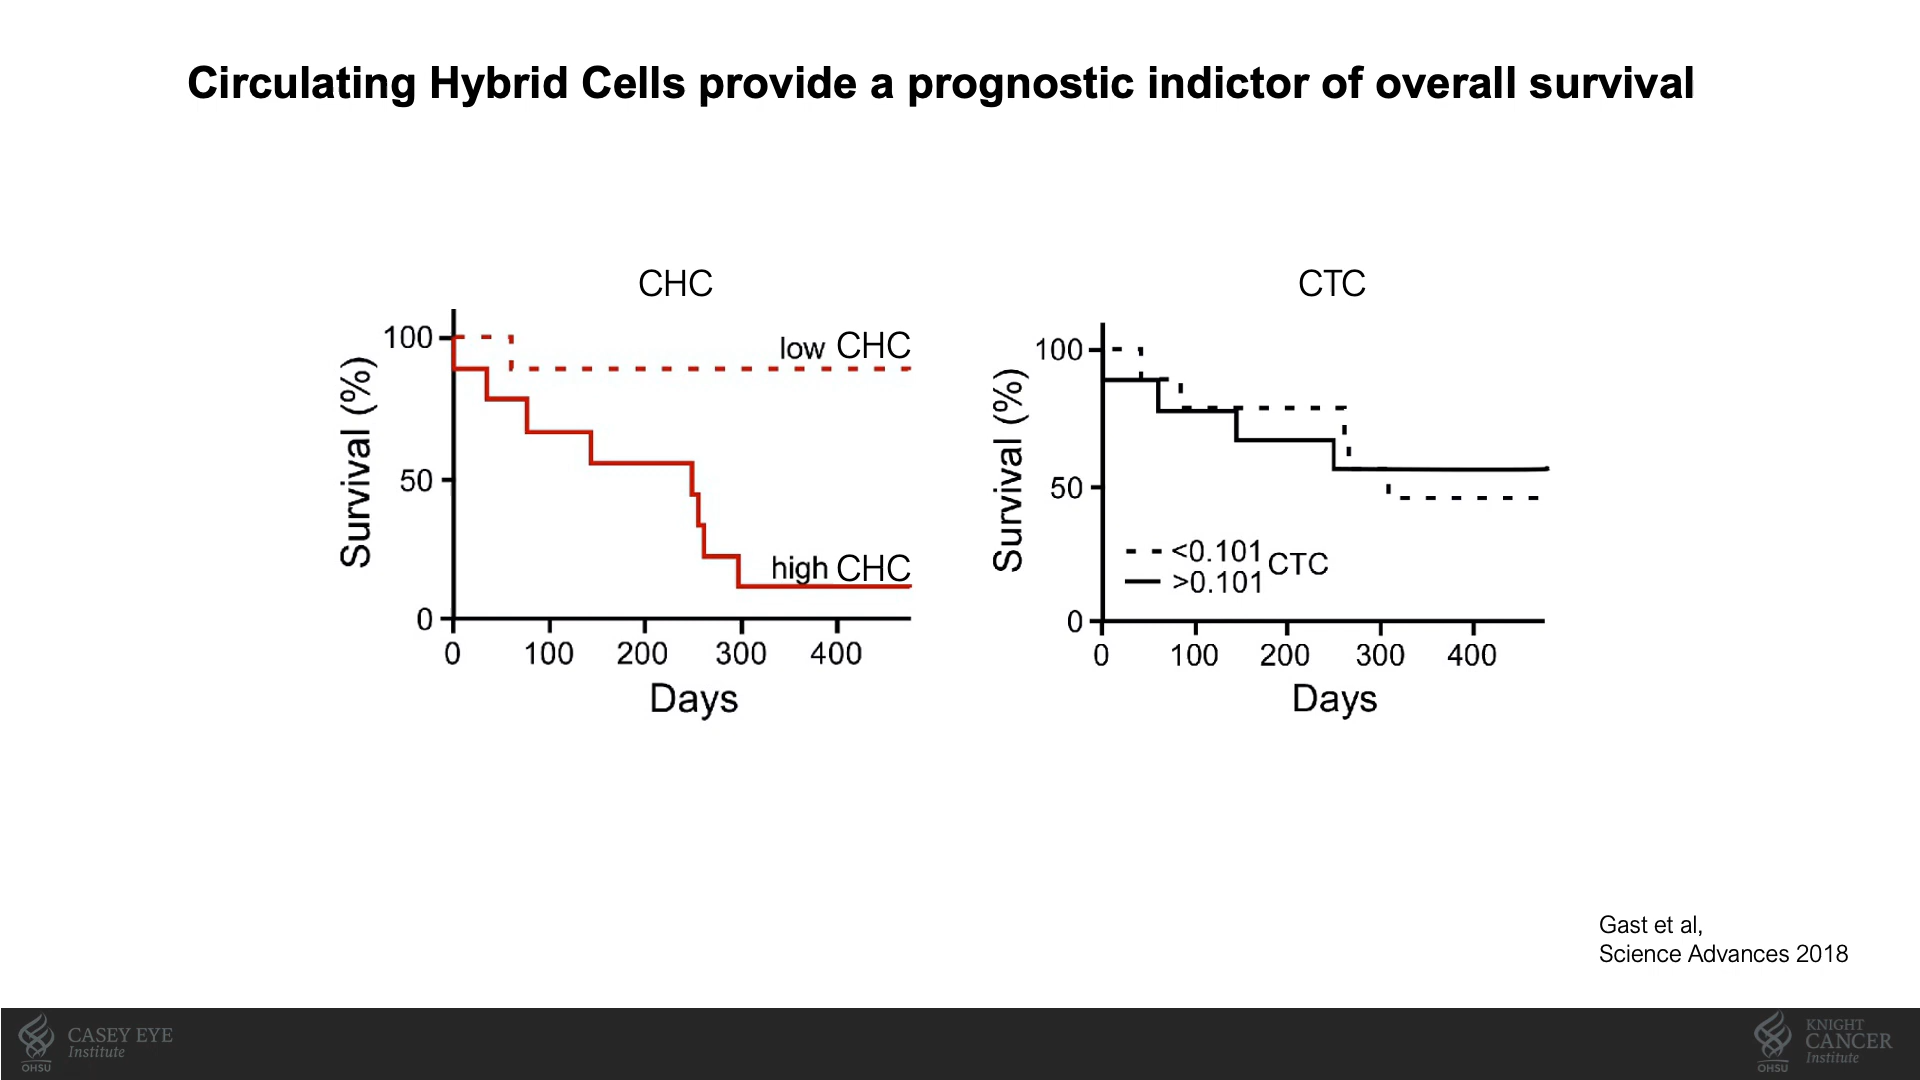 Circulating Hybrid Cells provide a prognostic indictor of overall survival
CHC
Survival (%)
100
50
0
low CHC
high CHC
0 100 200 300 400
Days
CTC
Survival (%)
100
50
0
<0.101
>0.101
CTC
0 100 200 300 400
Days
Gast et al,
Science Advances 2018
CASEY EYE
Institute
OHSU
KNIGHT
CANCER
Institute
OHSU